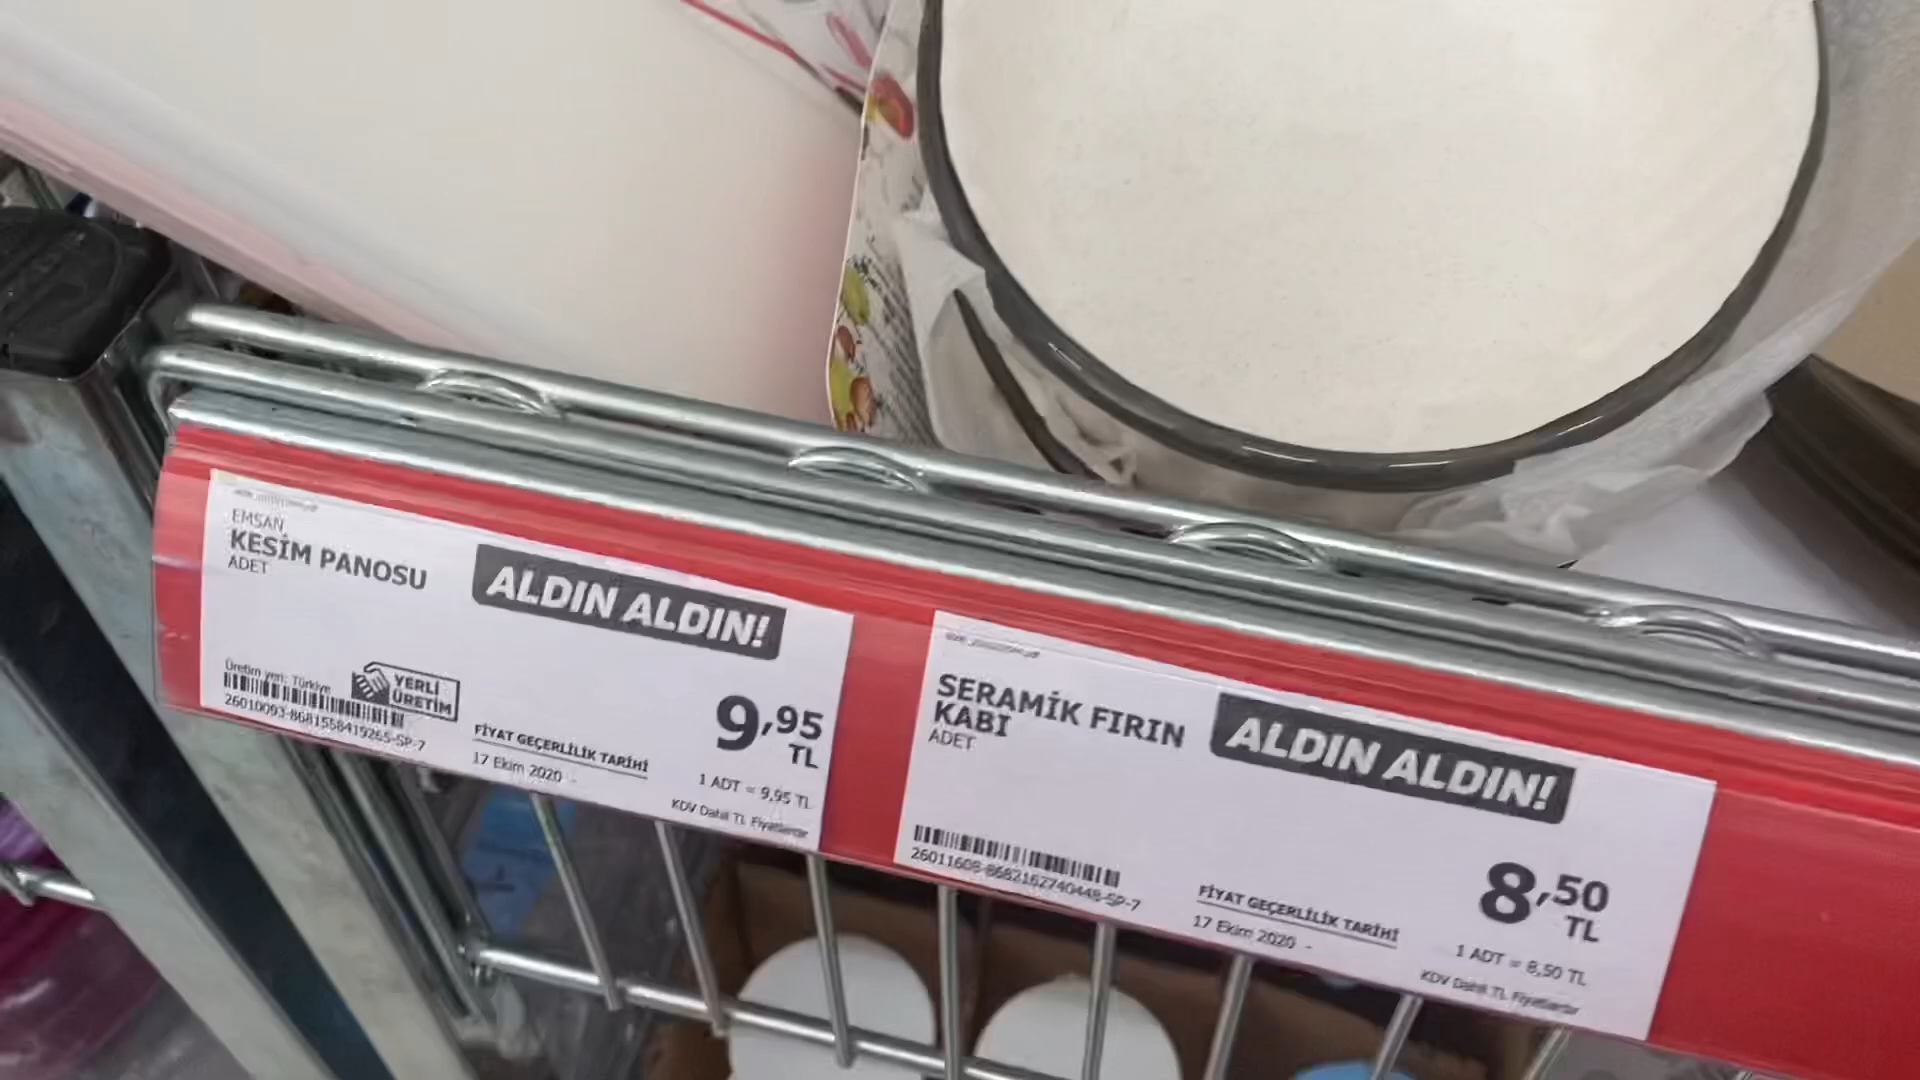 EMSAN
KESİM PANOSU
ADET
ALDIN ALDIN!
Üretim yeri: Türkiye
YERLİ
ÜRETİM
26010093-8681558419265-SP-7
FİYAT GEÇERLİLİK TARİHİ
17 Ekim 2020 -
9,95
TL
1 ADT = 9,95 TL
KDV Dahil TL Fiyatlarıdır
SERAMİK FIRIN
KABI
ADET
ALDIN ALDIN!
26011608-8682162740448-SP-7
FİYAT GEÇERLİLİK TARİHİ
17 Ekim 2020 -
8,50
TL
1 ADT = 8,50 TL
KDV Dahil TL Fiyatlarıdır